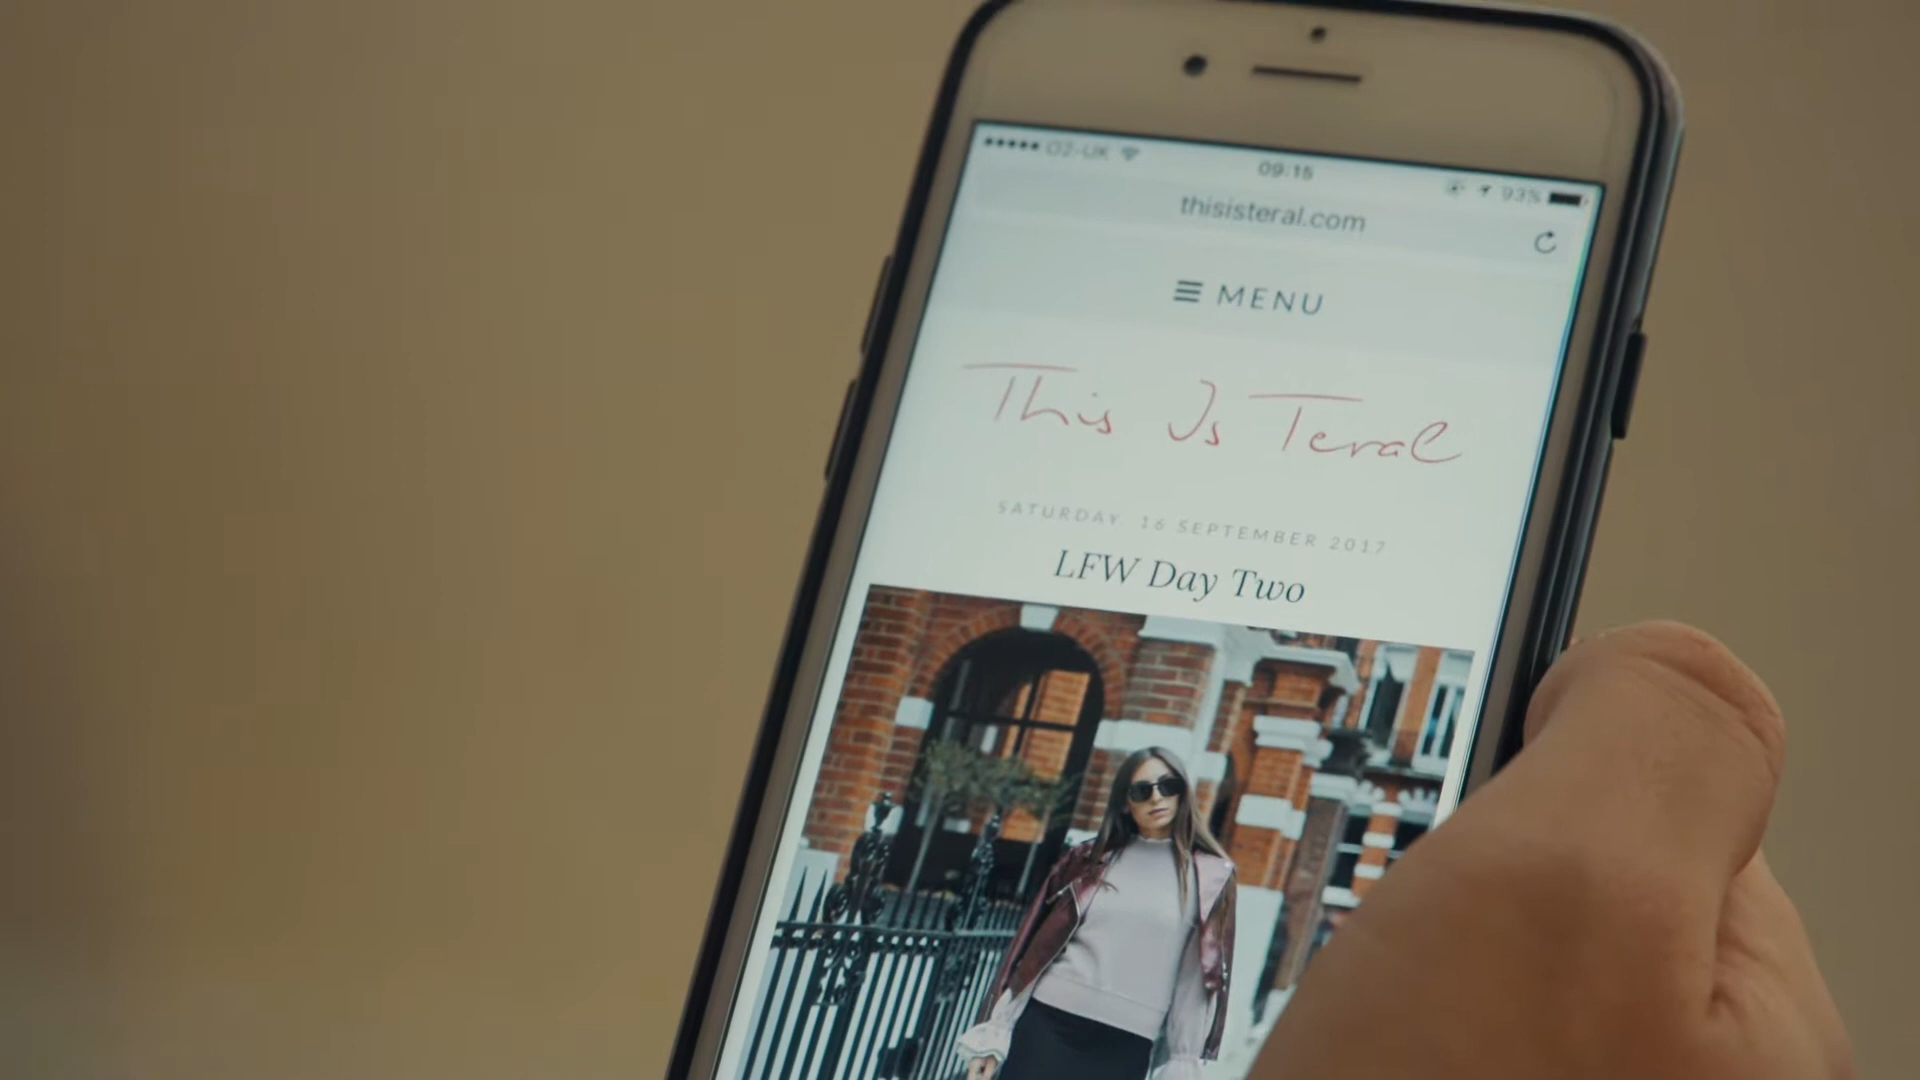 O2-UK 09:15 93%
thisisteral.com
MENU
This Is Teral
SATURDAY, 16 SEPTEMBER 2017
LFW Day Two